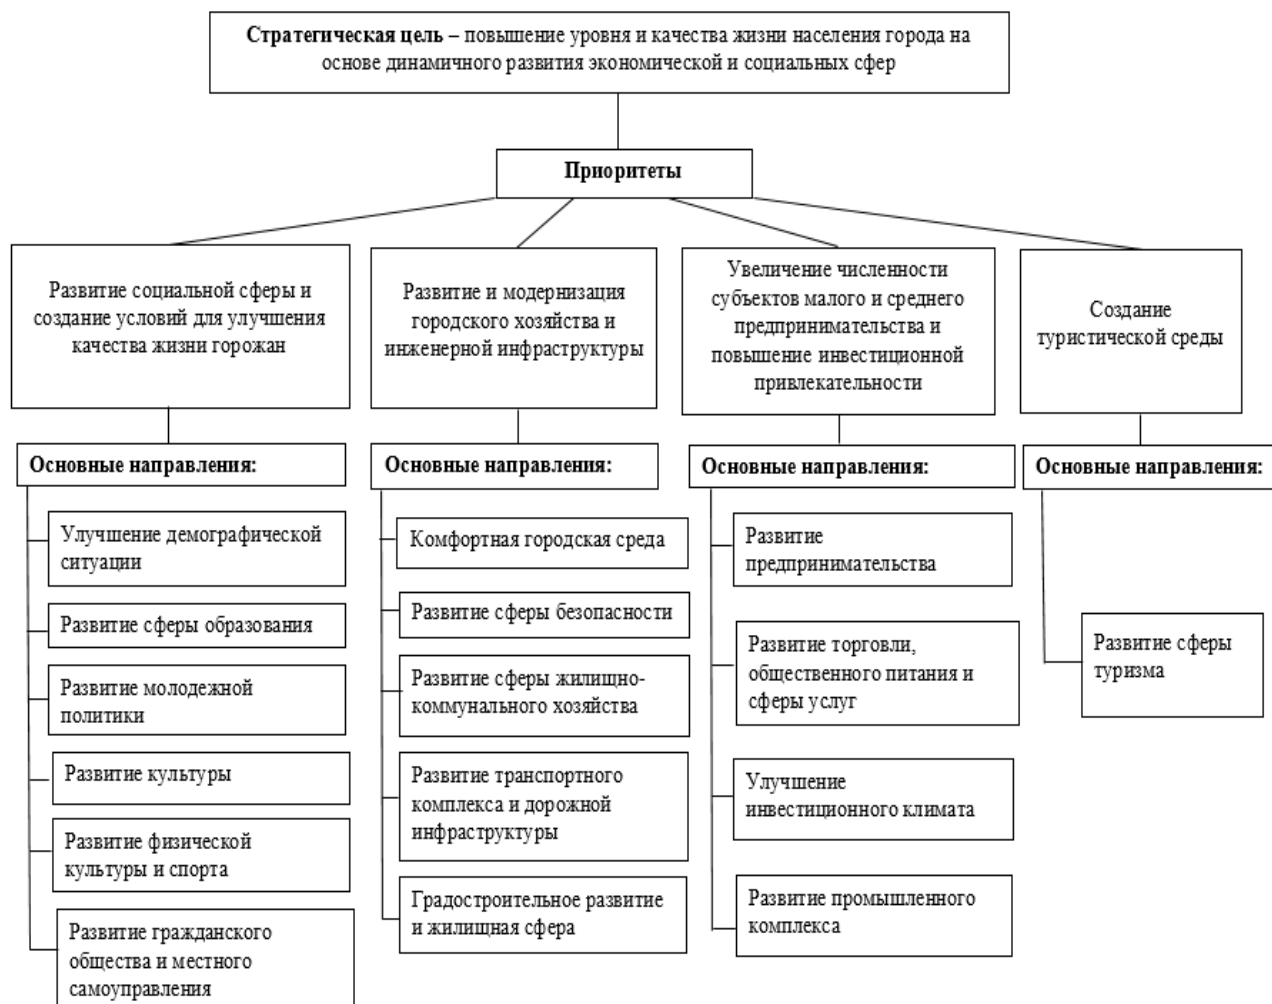 Стратегическая цель – повышение уровня и качества жизни населения города на
основе динамичного развития экономической и социальных сфер
Приоритеты
Развитие социальной сферы и
создание условий для улучшения
качества жизни горожан
Развитие и модернизация
городского хозяйства и
инженерной инфраструктуры
Увеличение численности
субъектов малого и среднего
предпринимательства и
повышение инвестиционной
привлекательности
Создание
туристической среды
Основные направления:
Улучшение демографической
ситуации
Развитие сферы образования
Развитие молодежной
политики
Развитие культуры
Развитие физической
культуры и спорта
Развитие гражданского
общества и местного
самоуправления
Основные направления:
Комфортная городская среда
Развитие сферы безопасности
Развитие сферы жилищно-
коммунального хозяйства
Развитие транспортного
комплекса и дорожной
инфраструктуры
Градостроительное развитие
и жилищная сфера
Основные направления:
Развитие
предпринимательства
Развитие торговли,
общественного питания и
сферы услуг
Улучшение
инвестиционного климата
Развитие промышленного
комплекса
Основные направления:
Развитие сферы
туризма